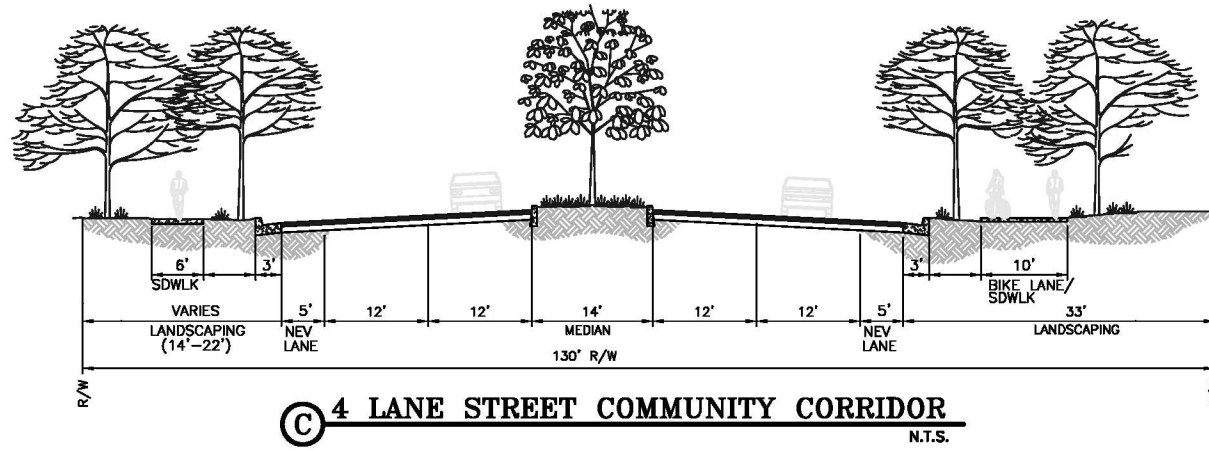 6' 3' 3' 10'
SDWLK BIKE LANE/
SDWLK
VARIES 5' 12' 12' 14' 12' 12' 5' 33'
LANDSCAPING NEV MEDIAN NEV LANDSCAPING
(14'-22') LANE LANE
130' R/W
R/W
C 4 LANE STREET COMMUNITY CORRIDOR
N.T.S.